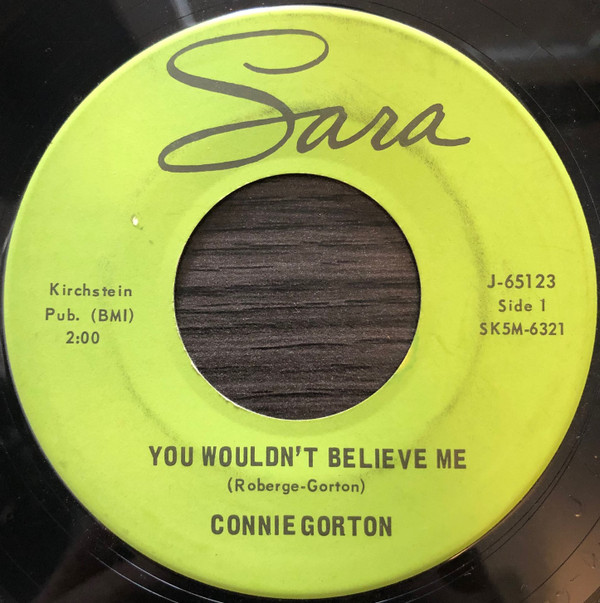 Sara
Kirchstein
Pub. (BMI)
2:00
J-65123
Side 1
SK5M-6321
YOU WOULDN'T BELIEVE ME
(Roberge-Gorton)
CONNIE GORTON